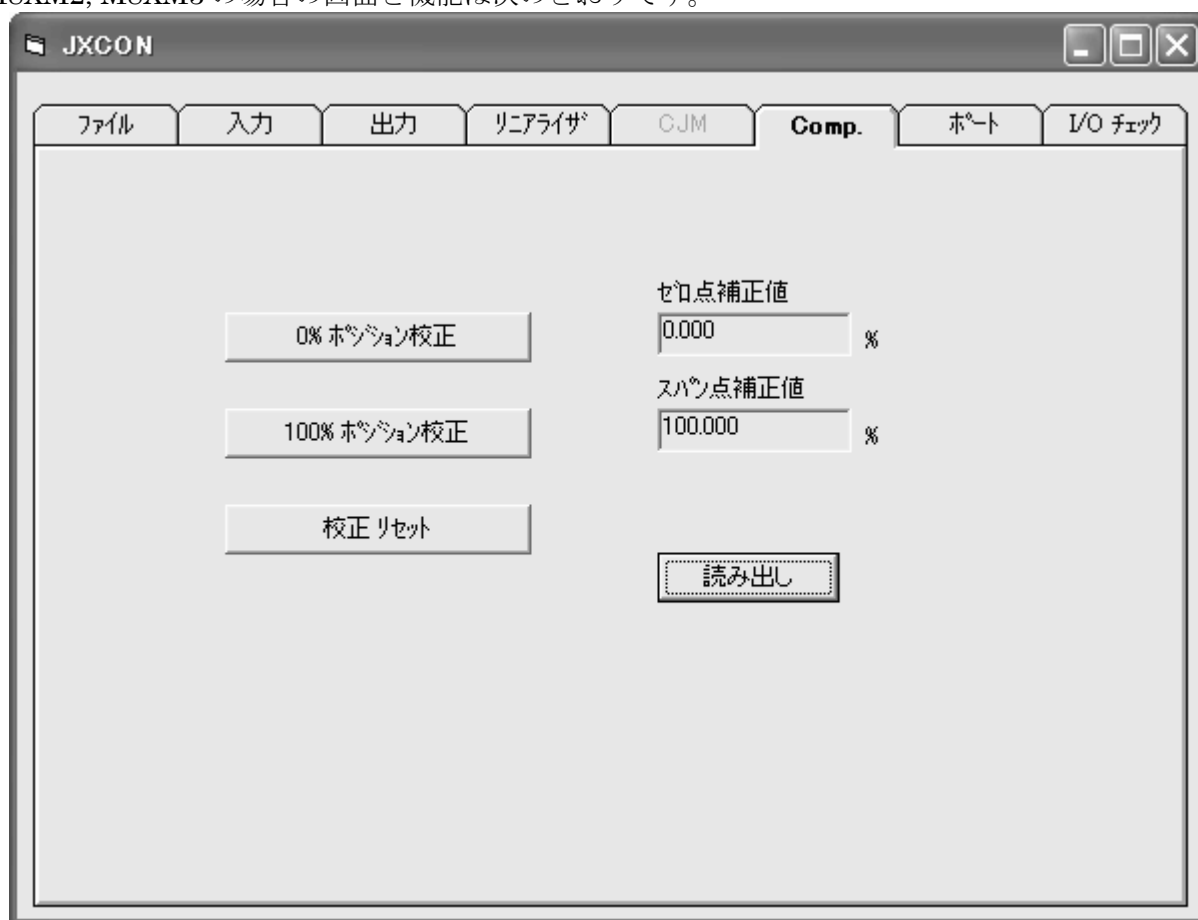 M3XM2, M3XM3 の場合の画面と機能は次のとおりです。
JXCON
ファイル 入力 出力 リニアライザ CJM Comp. ポート I/O チェック
ゼロ点補正値
0% ポジション校正 0.000 %
スパン点補正値
100% ポジション校正 100.000 %
校正 リセット
読み出し